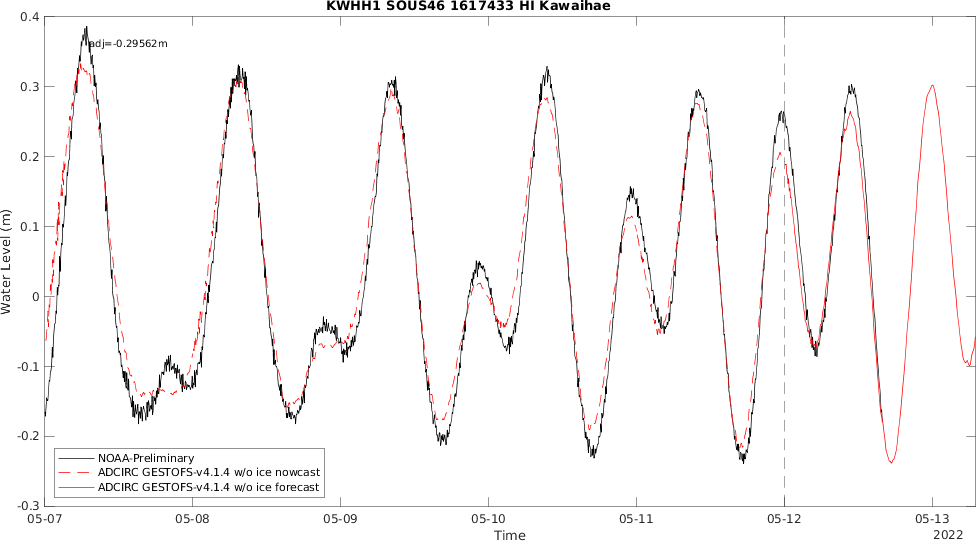 KWHH1 SOUS46 1617433 HI Kawaihae
adj=-0.29562m
0.4
0.3
0.2
0.1
0
-0.1
-0.2
-0.3
Water Level (m)
NOAA-Preliminary
ADCIRC GESTOFS-v4.1.4 w/o ice nowcast
ADCIRC GESTOFS-v4.1.4 w/o ice forecast
05-07 05-08 05-09 05-10 05-11 05-12 05-13
Time
2022